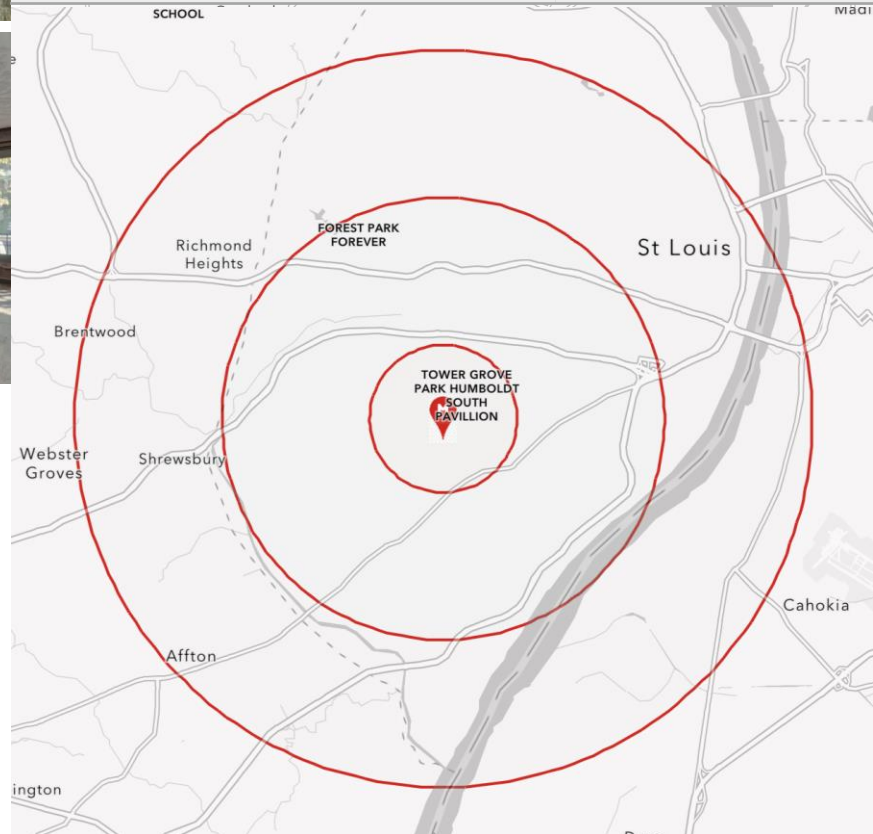 SCHOOL
FOREST PARK
FOREVER
Richmond
Heights
St Louis
Brentwood
TOWER GROVE
PARK HUMBOLDT
SOUTH
PAVILLION
Webster
Groves
Shrewsbury
Cahokia
Affton
ington